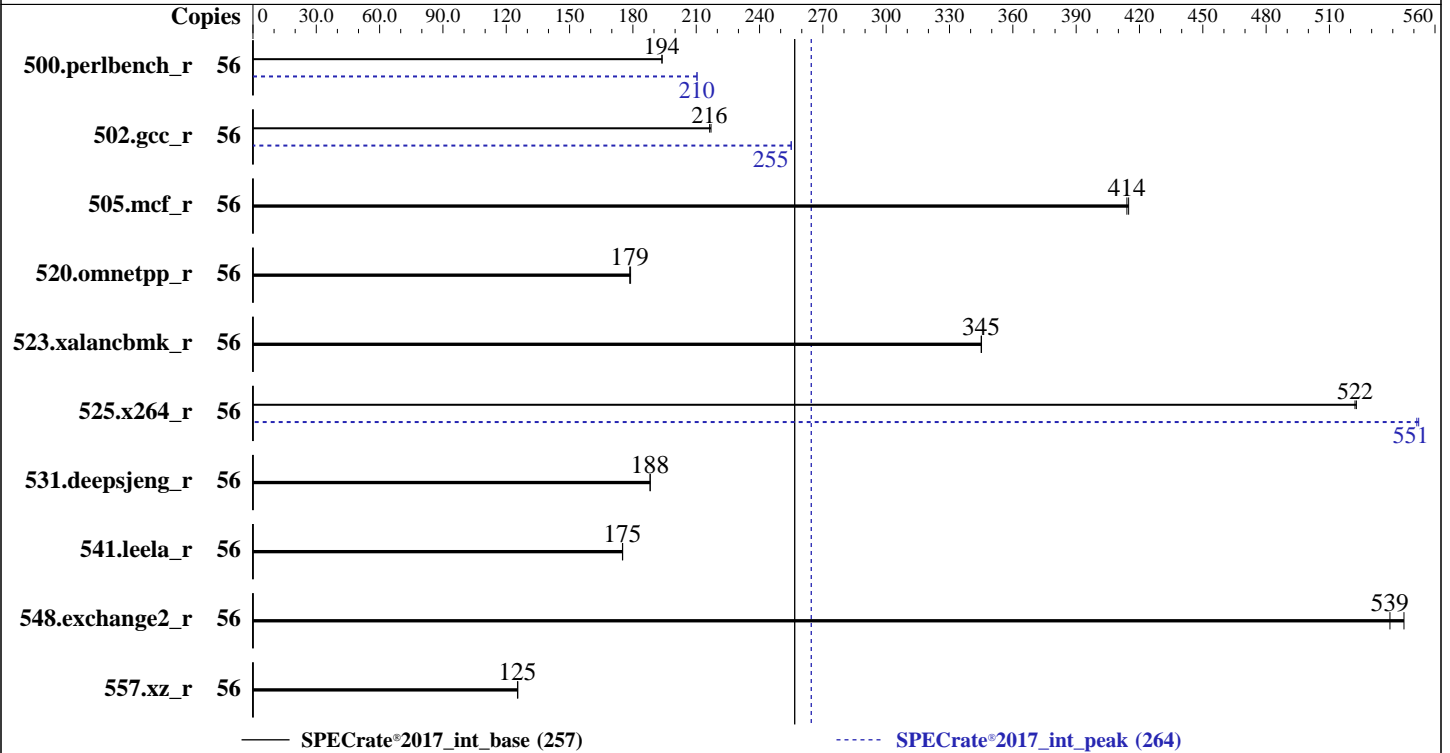 Copies 0 30.0 60.0 90.0 120 150 180 210 240 270 300 330 360 390 420 450 480 510 560
194
500.perlbench_r 56
210
216
502.gcc_r 56
255
414
505.mcf_r 56
179
520.omnetpp_r 56
345
523.xalancbmk_r 56
522
525.x264_r 56
551
188
531.deepsjeng_r 56
175
541.leela_r 56
539
548.exchange2_r 56
125
557.xz_r 56
SPECrate®2017_int_base (257) SPECrate®2017_int_peak (264)